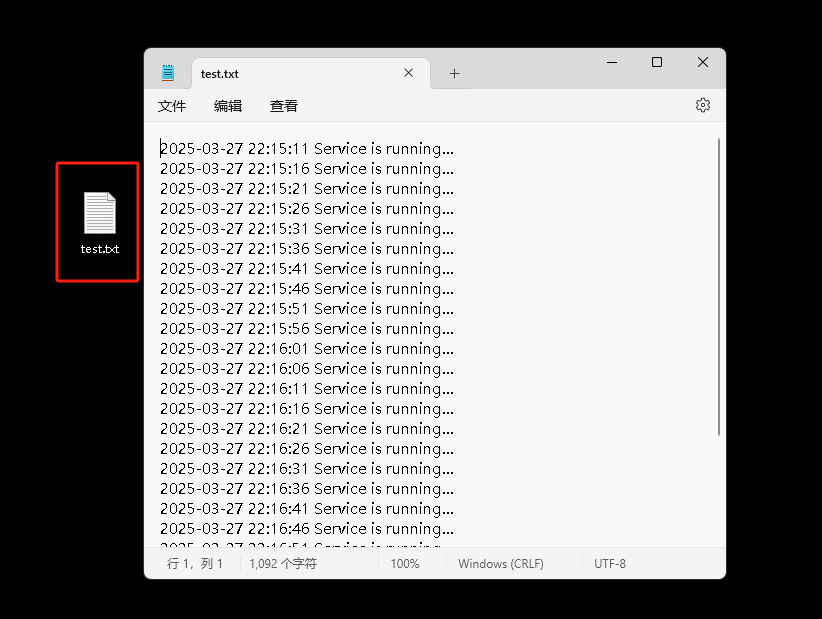 test.txt
文件 编辑 查看
test.txt
2025-03-27 22:15:11 Service is running...
2025-03-27 22:15:16 Service is running...
2025-03-27 22:15:21 Service is running...
2025-03-27 22:15:26 Service is running...
2025-03-27 22:15:31 Service is running...
2025-03-27 22:15:36 Service is running...
2025-03-27 22:15:41 Service is running...
2025-03-27 22:15:46 Service is running...
2025-03-27 22:15:51 Service is running...
2025-03-27 22:15:56 Service is running...
2025-03-27 22:16:01 Service is running...
2025-03-27 22:16:06 Service is running...
2025-03-27 22:16:11 Service is running...
2025-03-27 22:16:16 Service is running...
2025-03-27 22:16:21 Service is running...
2025-03-27 22:16:26 Service is running...
2025-03-27 22:16:31 Service is running...
2025-03-27 22:16:36 Service is running...
2025-03-27 22:16:41 Service is running...
2025-03-27 22:16:46 Service is running...
2025-03-27 22:16:51 Service is running...
行 1，列 1 1,092 个字符 100% Windows (CRLF) UTF-8